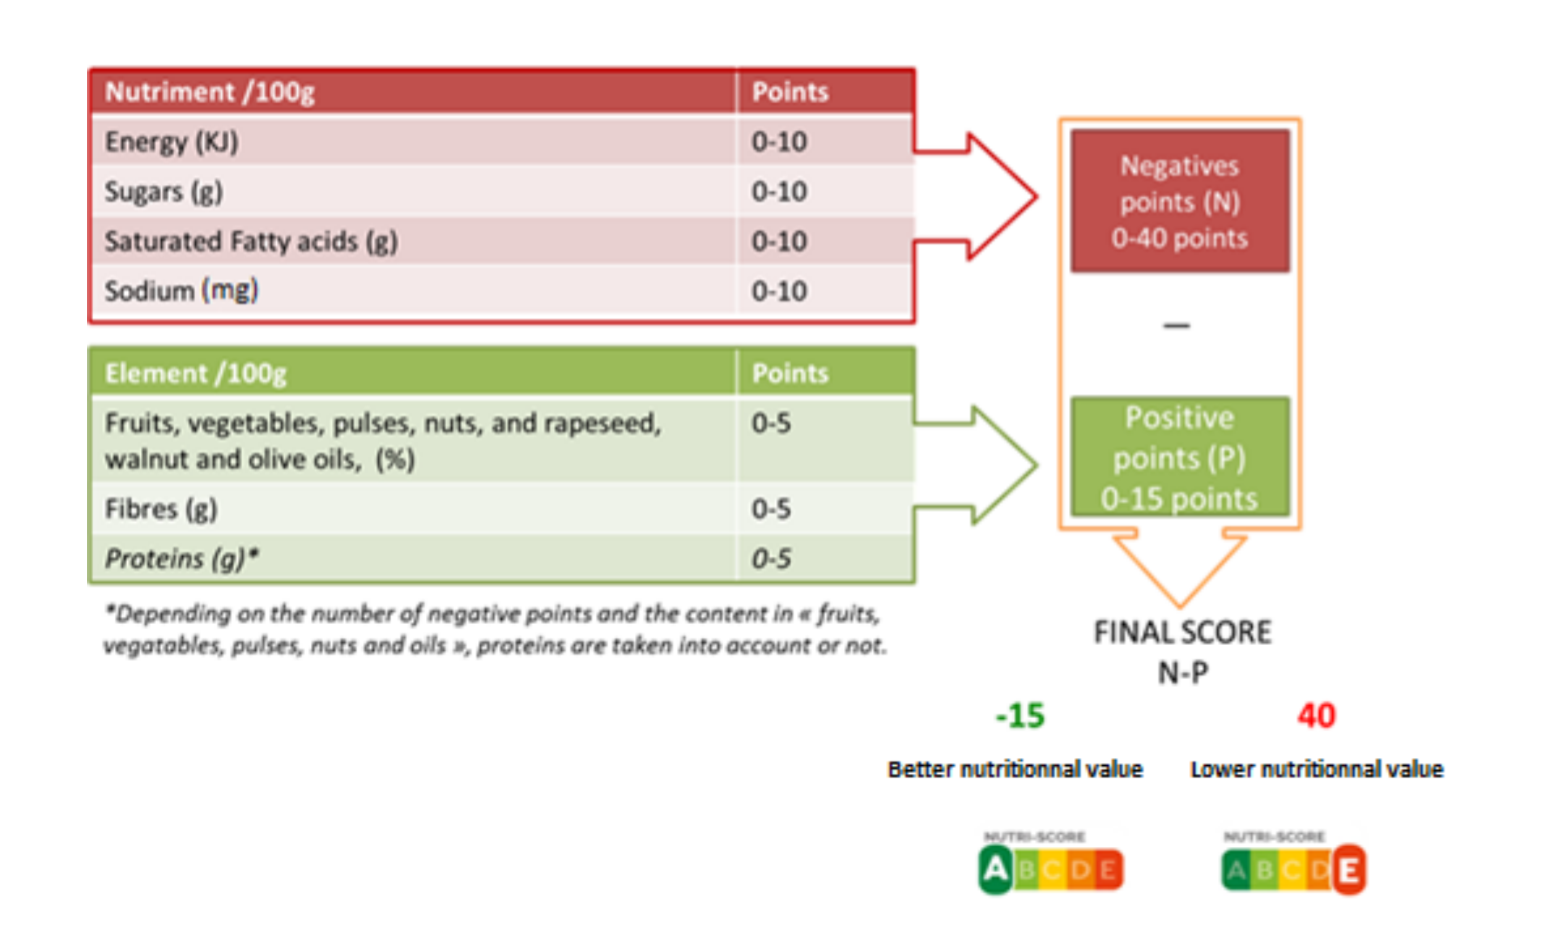 Nutriment /100g Points
Energy (KJ) 0-10
Sugars (g) 0-10
Saturated Fatty acids (g) 0-10
Sodium (mg) 0-10
Negatives
points (N)
0-40 points
–
Element /100g Points
Fruits, vegetables, pulses, nuts, and rapeseed, 0-5
walnut and olive oils, (%)
Fibres (g) 0-5
Proteins (g)* 0-5
Positive
points (P)
0-15 points
*Depending on the number of negative points and the content in « fruits,
vegatables, pulses, nuts and oils », proteins are taken into account or not.
FINAL SCORE
N-P
-15 40
Better nutritionnal value Lower nutritionnal value
NUTRI-SCORE NUTRI-SCORE
A B C D E A B C D E